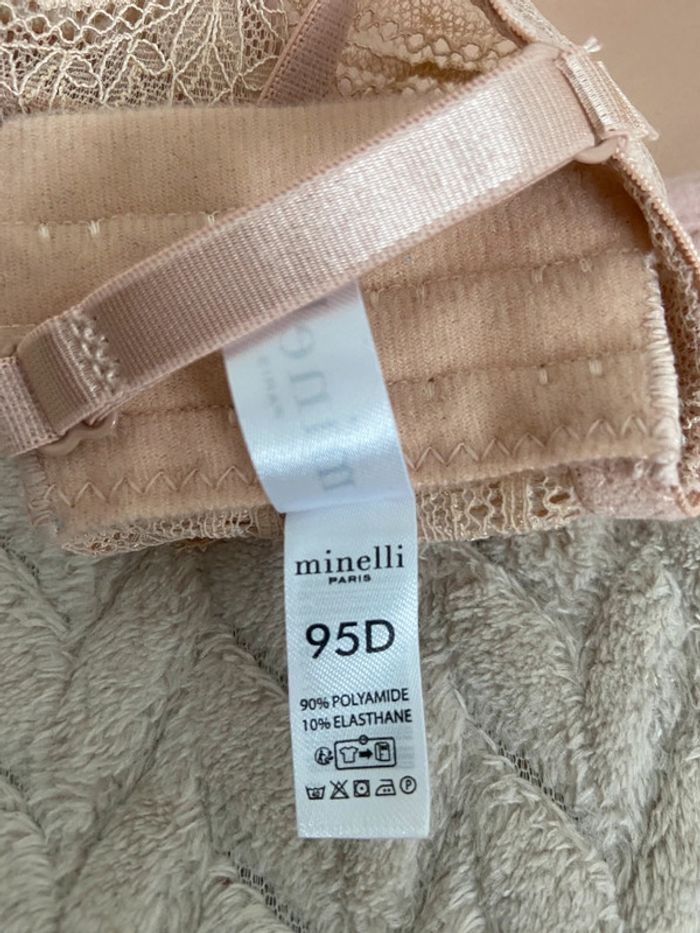 minelli
PARIS
95D
90% POLYAMIDE
10% ELASTHANE
P